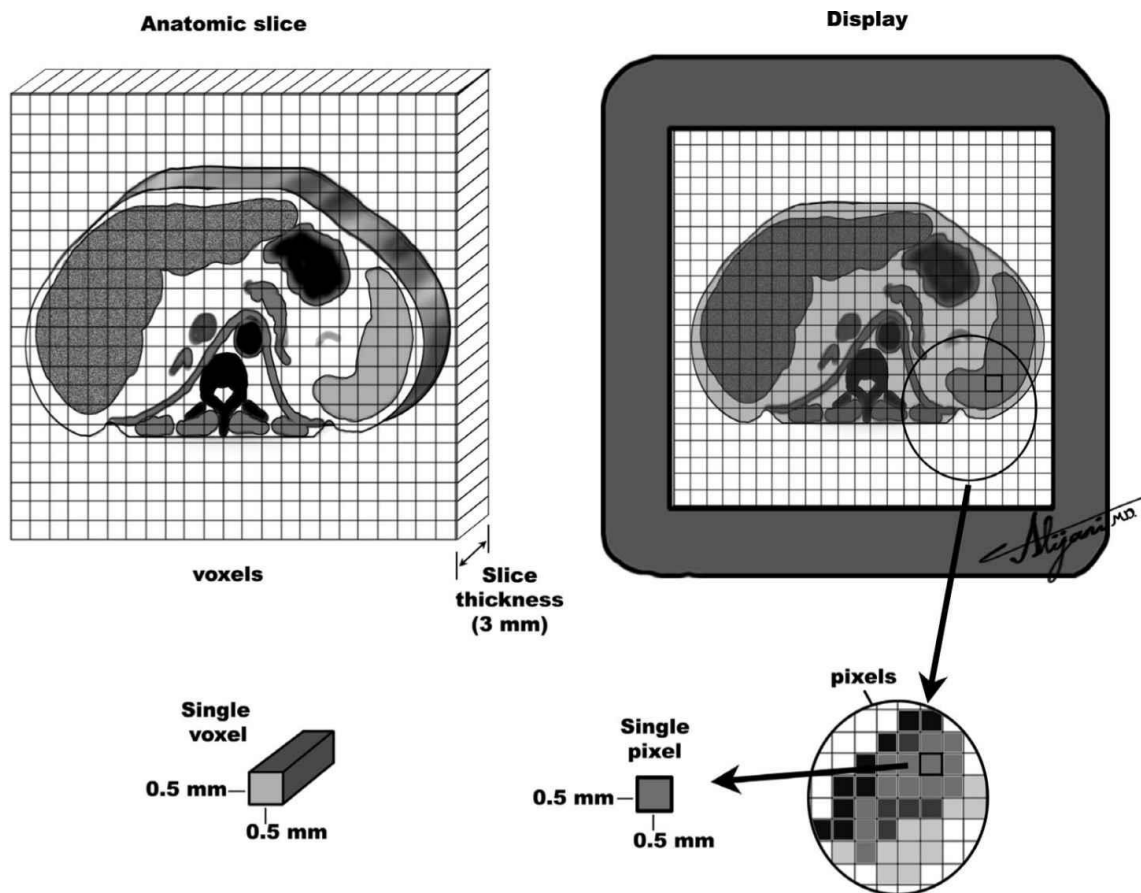 Anatomic slice
Display
voxels
Slice
thickness
(3 mm)
Alijani M.D.
pixels
Single
voxel
0.5 mm
0.5 mm
Single
pixel
0.5 mm
0.5 mm